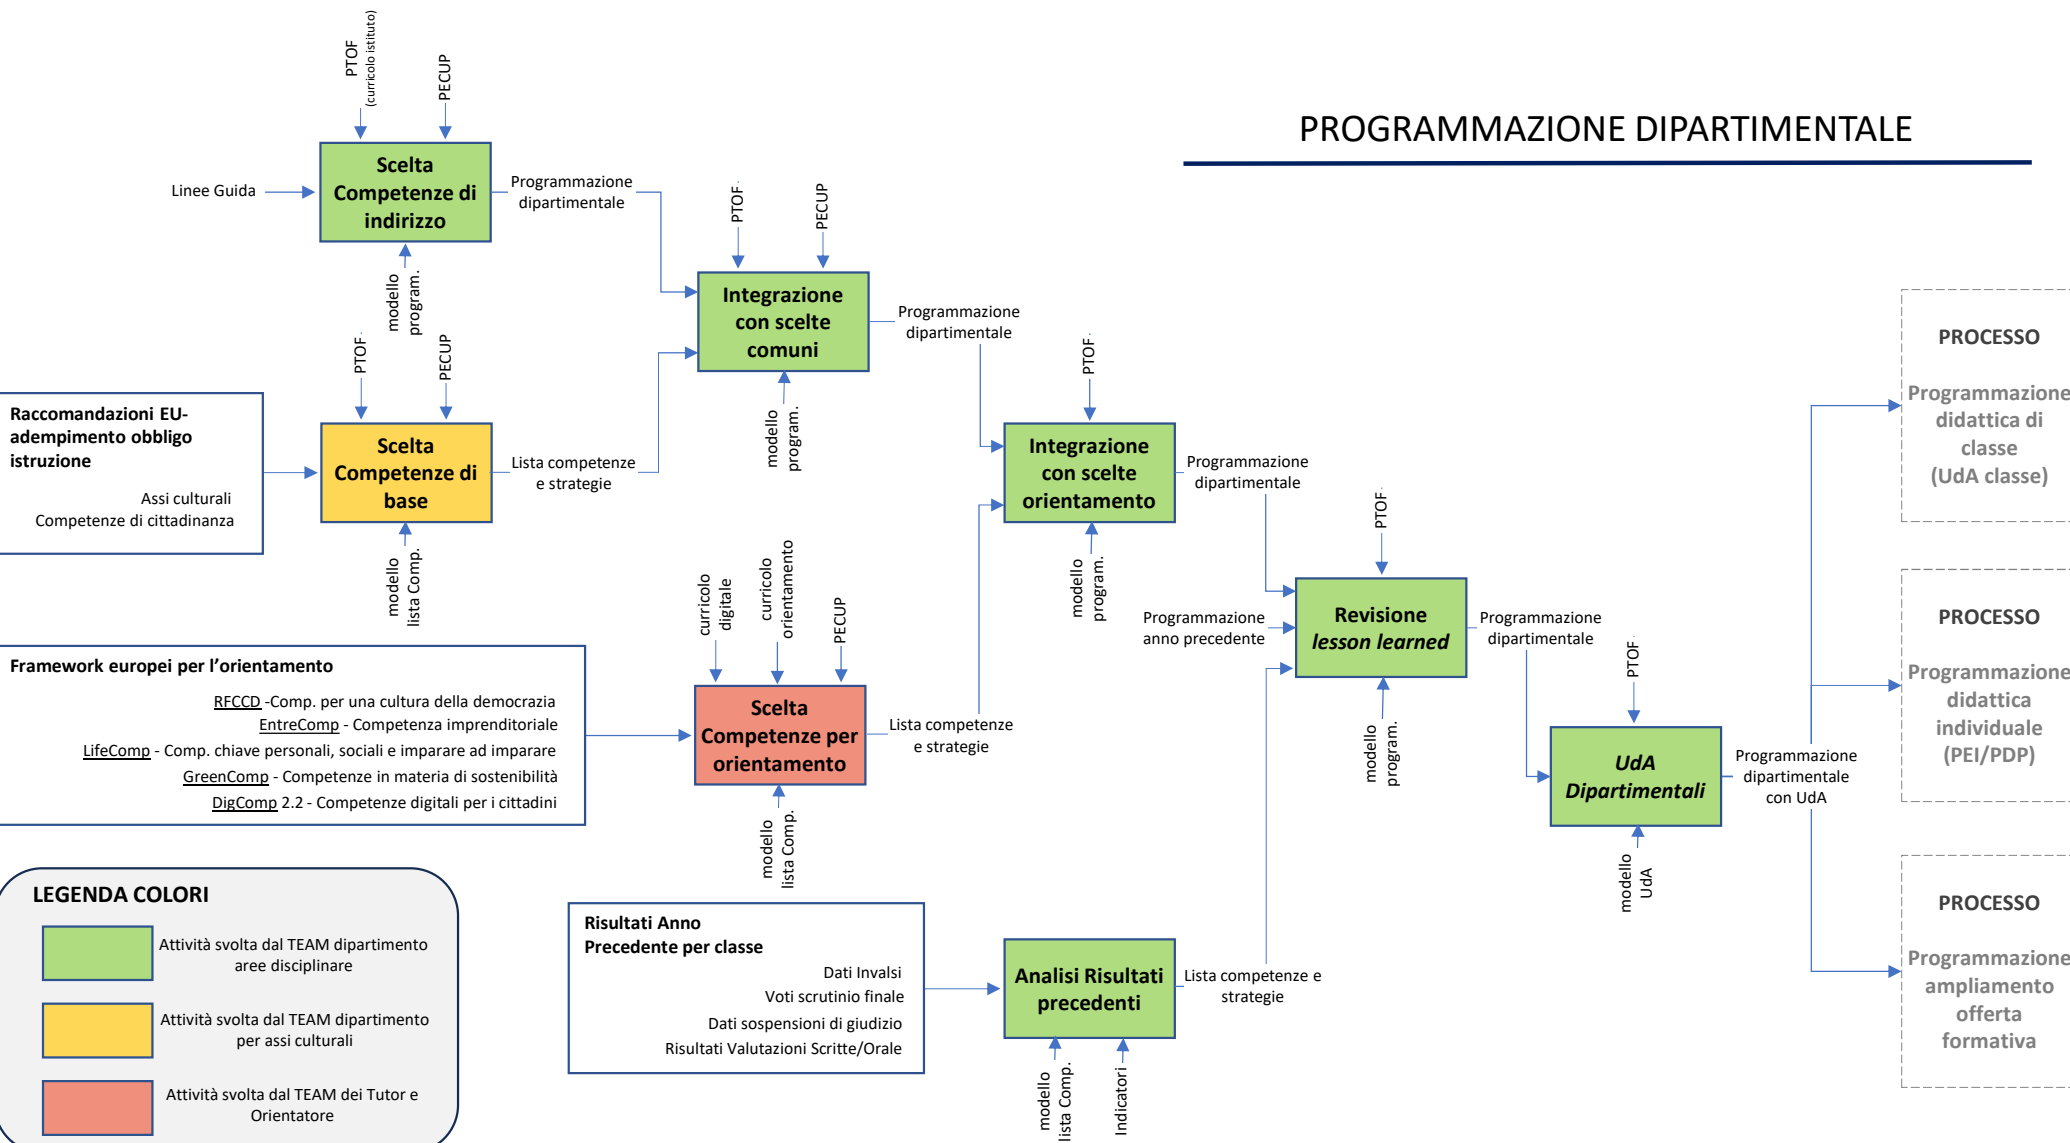 PROGRAMMAZIONE DIPARTIMENTALE
PTOF
(curricolo istituto)
PECUP
Linee Guida
Scelta
Competenze di
indirizzo
modello
program.
Programmazione
dipartimentale
PTOF
PECUP
Integrazione
con scelte
comuni
modello
program.
Programmazione
dipartimentale
Raccomandazioni EU-
adempimento obbligo
istruzione
Assi culturali
Competenze di cittadinanza
PTOF
PECUP
Scelta
Competenze di
base
modello
lista Comp.
Lista competenze
e strategie
PTOF
Integrazione
con scelte
orientamento
modello
program.
Programmazione
dipartimentale
Framework europei per l’orientamento
RFCCD -Comp. per una cultura della democrazia
EntreComp - Competenza imprenditoriale
LifeComp - Comp. chiave personali, sociali e imparare ad imparare
GreenComp - Competenze in materia di sostenibilità
DigComp 2.2 - Competenze digitali per i cittadini
curricolo
digitale
curricolo
orientamento
PECUP
Scelta
Competenze per
orientamento
modello
lista Comp.
Lista competenze
e strategie
Programmazione
anno precedente
PTOF
Revisione
lesson learned
modello
program.
Programmazione
dipartimentale
PTOF
UdA
Dipartimentali
modello
UdA
Programmazione
dipartimentale
con UdA
PROCESSO
Programmazione
didattica di
classe
(UdA classe)
PROCESSO
Programmazione
didattica
individuale
(PEI/PDP)
PROCESSO
Programmazione
ampliamento
offerta
formativa
Risultati Anno
Precedente per classe
Dati Invalsi
Voti scrutinio finale
Dati sospensioni di giudizio
Risultati Valutazioni Scritte/Orale
Analisi Risultati
precedenti
modello
lista Comp.
Indicatori
Lista competenze e
strategie
LEGENDA COLORI
Attività svolta dal TEAM dipartimento
aree disciplinare
Attività svolta dal TEAM dipartimento
per assi culturali
Attività svolta dal TEAM dei Tutor e
Orientatore